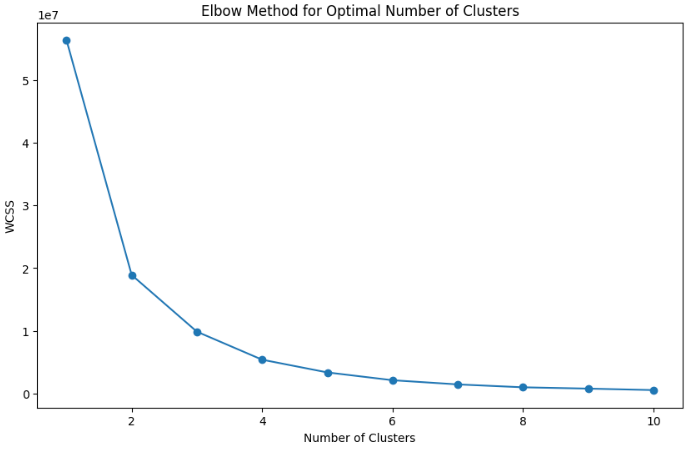 Elbow Method for Optimal Number of Clusters
1e7
5
4
3
2
1
0
WCSS
2 4 6 8 10
Number of Clusters